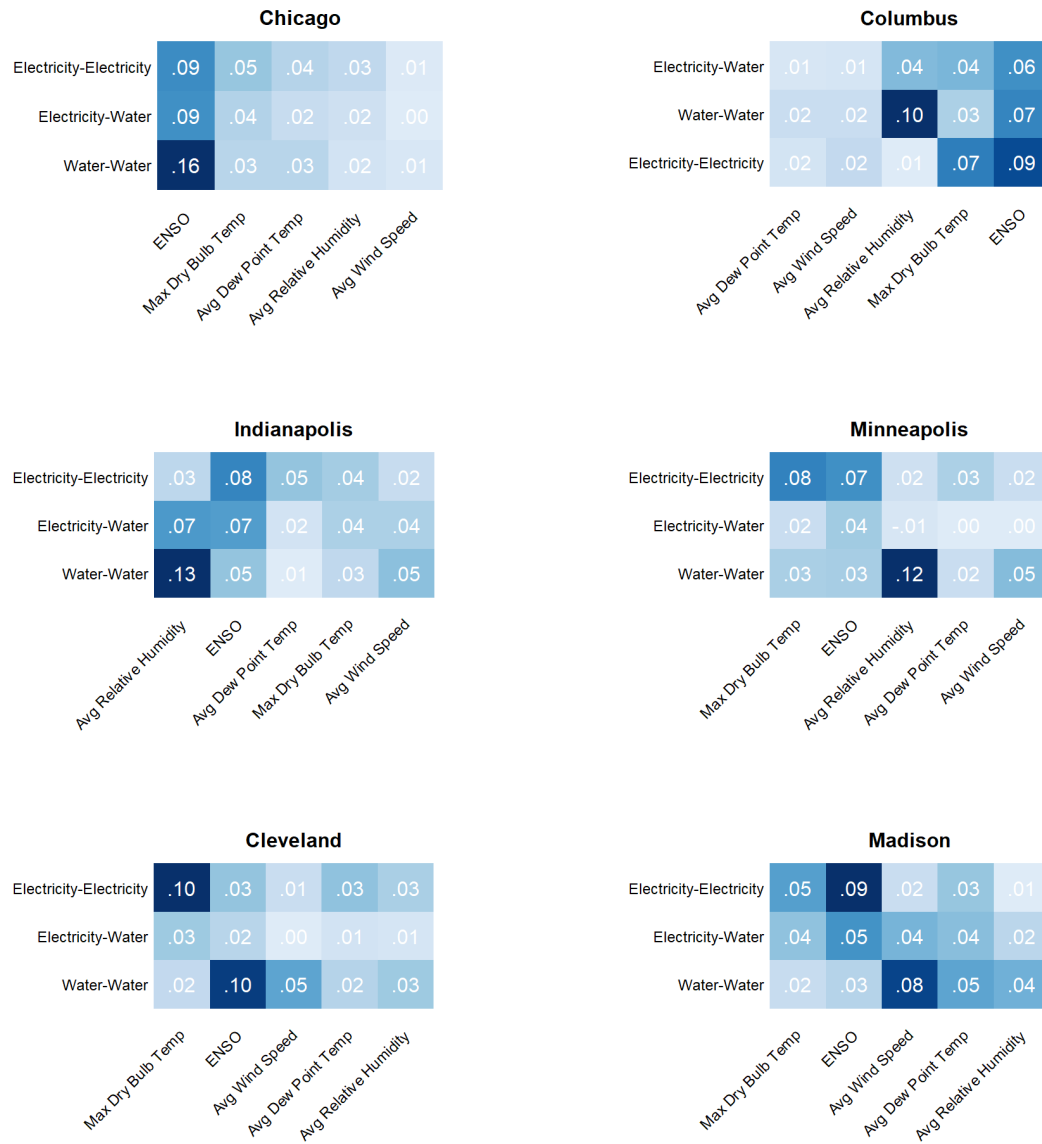 Chicago
Electricity-Electricity .09 .05 .04 .03 .01
Electricity-Water .09 .04 .02 .02 .00
Water-Water .16 .03 .03 .02 .01
ENSO
Max Dry Bulb Temp
Avg Dew Point Temp
Avg Relative Humidity
Avg Wind Speed
Columbus
Electricity-Water .01 .01 .04 .04 .06
Water-Water .02 .02 .10 .03 .07
Electricity-Electricity .02 .02 .01 .07 .09
Avg Dew Point Temp
Avg Wind Speed
Avg Relative Humidity
Max Dry Bulb Temp
ENSO
Indianapolis
Electricity-Electricity .03 .08 .05 .04 .02
Electricity-Water .07 .07 .02 .04 .04
Water-Water .13 .05 .01 .03 .05
Avg Relative Humidity
ENSO
Avg Dew Point Temp
Max Dry Bulb Temp
Avg Wind Speed
Minneapolis
Electricity-Electricity .08 .07 .02 .03 .02
Electricity-Water .02 .04 -.01 .00 .00
Water-Water .03 .03 .12 .02 .05
Max Dry Bulb Temp
ENSO
Avg Relative Humidity
Avg Dew Point Temp
Avg Wind Speed
Cleveland
Electricity-Electricity .10 .03 .01 .03 .03
Electricity-Water .03 .02 .00 .01 .01
Water-Water .02 .10 .05 .02 .03
Max Dry Bulb Temp
ENSO
Avg Wind Speed
Avg Dew Point Temp
Avg Relative Humidity
Madison
Electricity-Electricity .05 .09 .02 .03 .01
Electricity-Water .04 .05 .04 .04 .02
Water-Water .02 .03 .08 .05 .04
Max Dry Bulb Temp
ENSO
Avg Wind Speed
Avg Dew Point Temp
Avg Relative Humidity